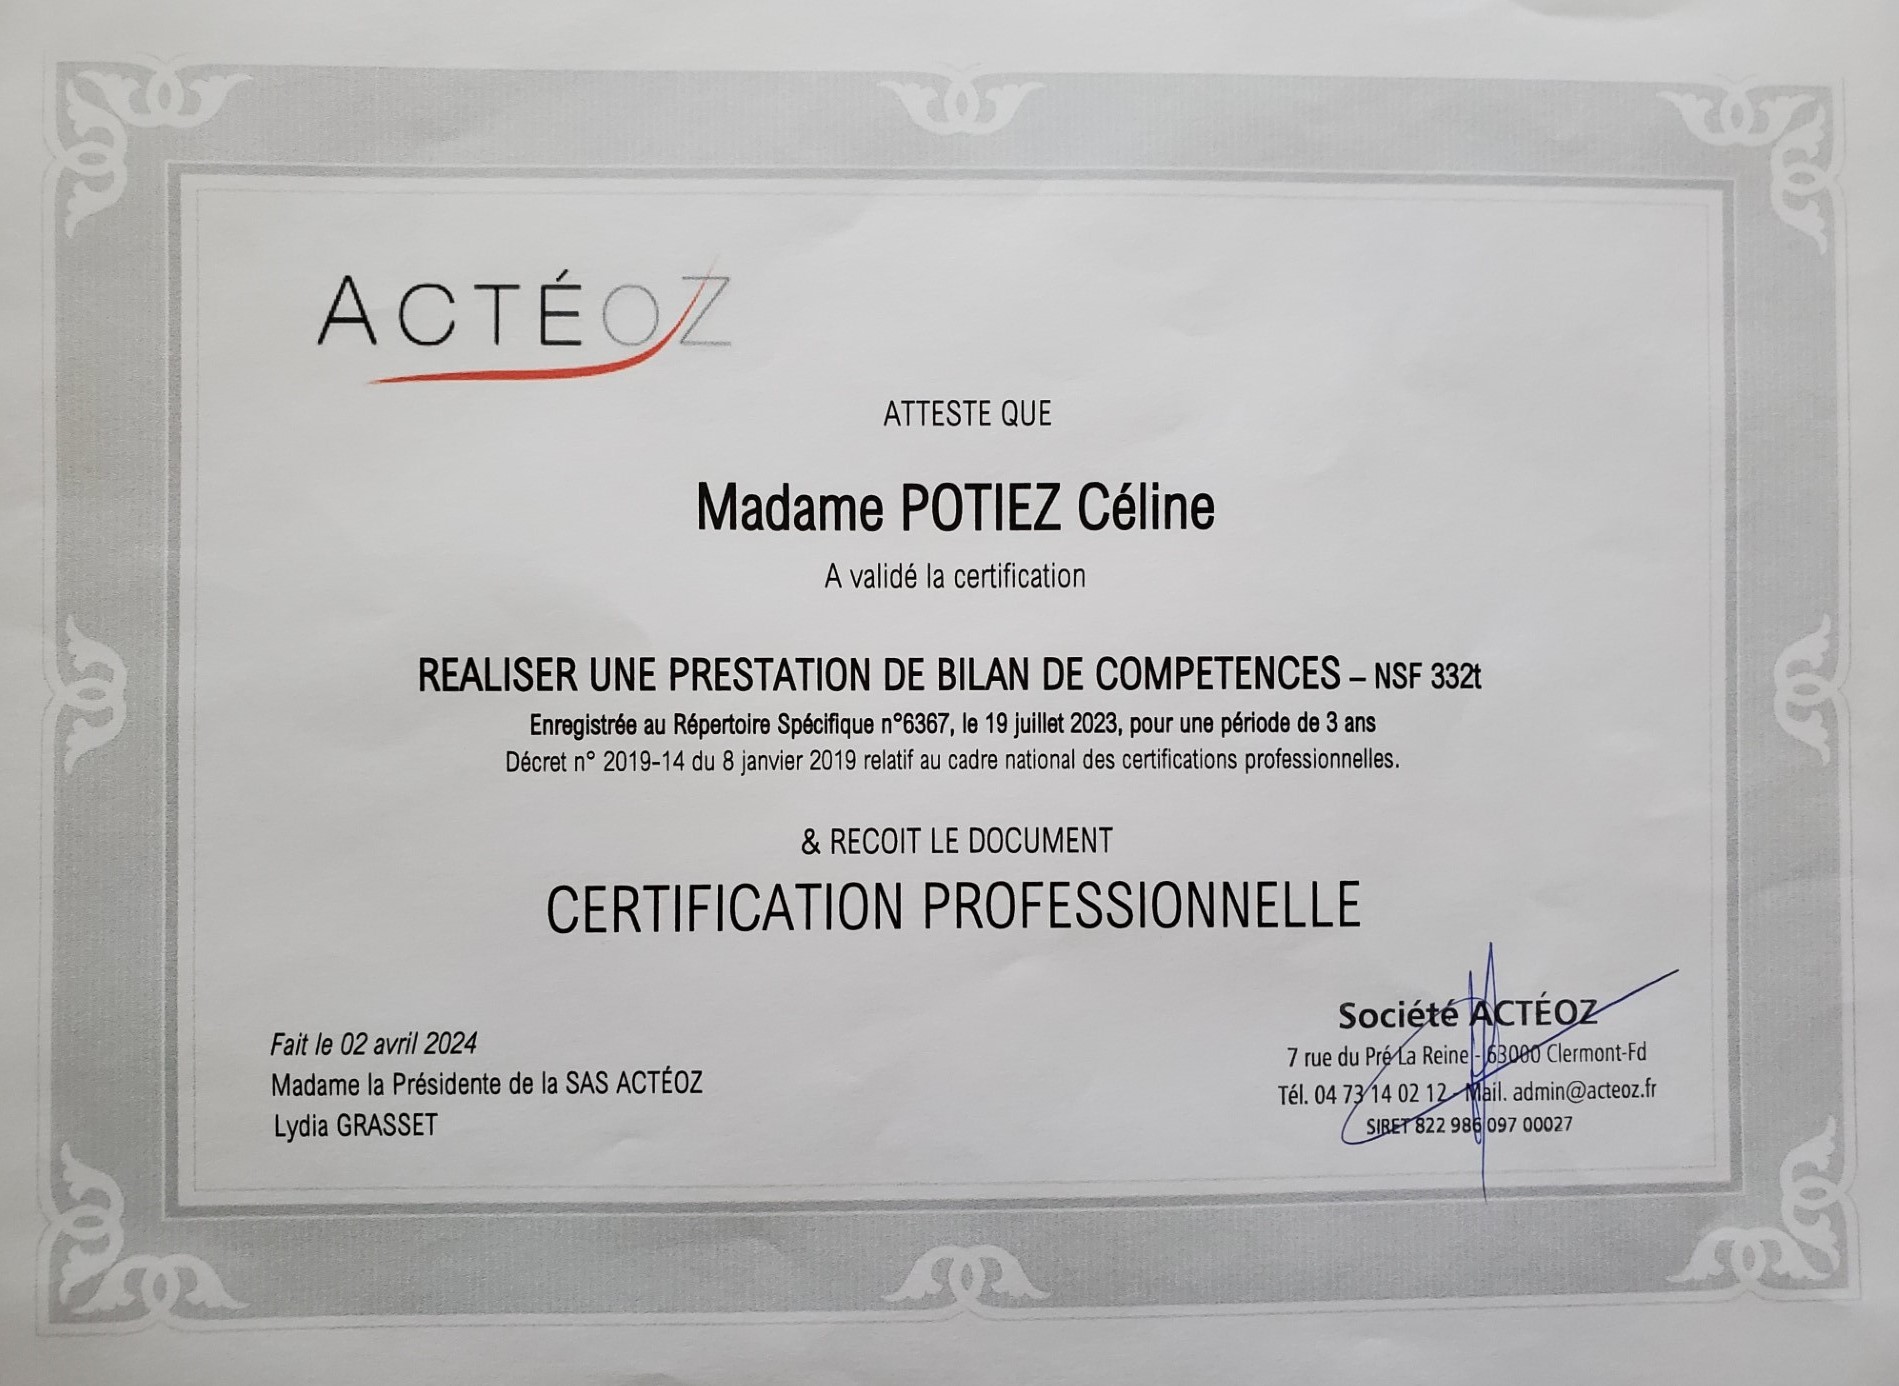 ACTÉOZ
ATTESTE QUE
Madame POTIEZ Céline
A validé la certification
REALISER UNE PRESTATION DE BILAN DE COMPETENCES – NSF 332t
Enregistrée au Répertoire Spécifique n°6367, le 19 juillet 2023, pour une période de 3 ans
Décret n° 2019-14 du 8 janvier 2019 relatif au cadre national des certifications professionnelles.
& RECOIT LE DOCUMENT
CERTIFICATION PROFESSIONNELLE
Fait le 02 avril 2024
Madame la Présidente de la SAS ACTÉOZ
Lydia GRASSET
Société ACTÉOZ
7 rue du Pré La Reine - 63000 Clermont-Fd
Tél. 04 73 14 02 12 - Mail. admin@acteoz.fr
SIRET 822 986 097 00027